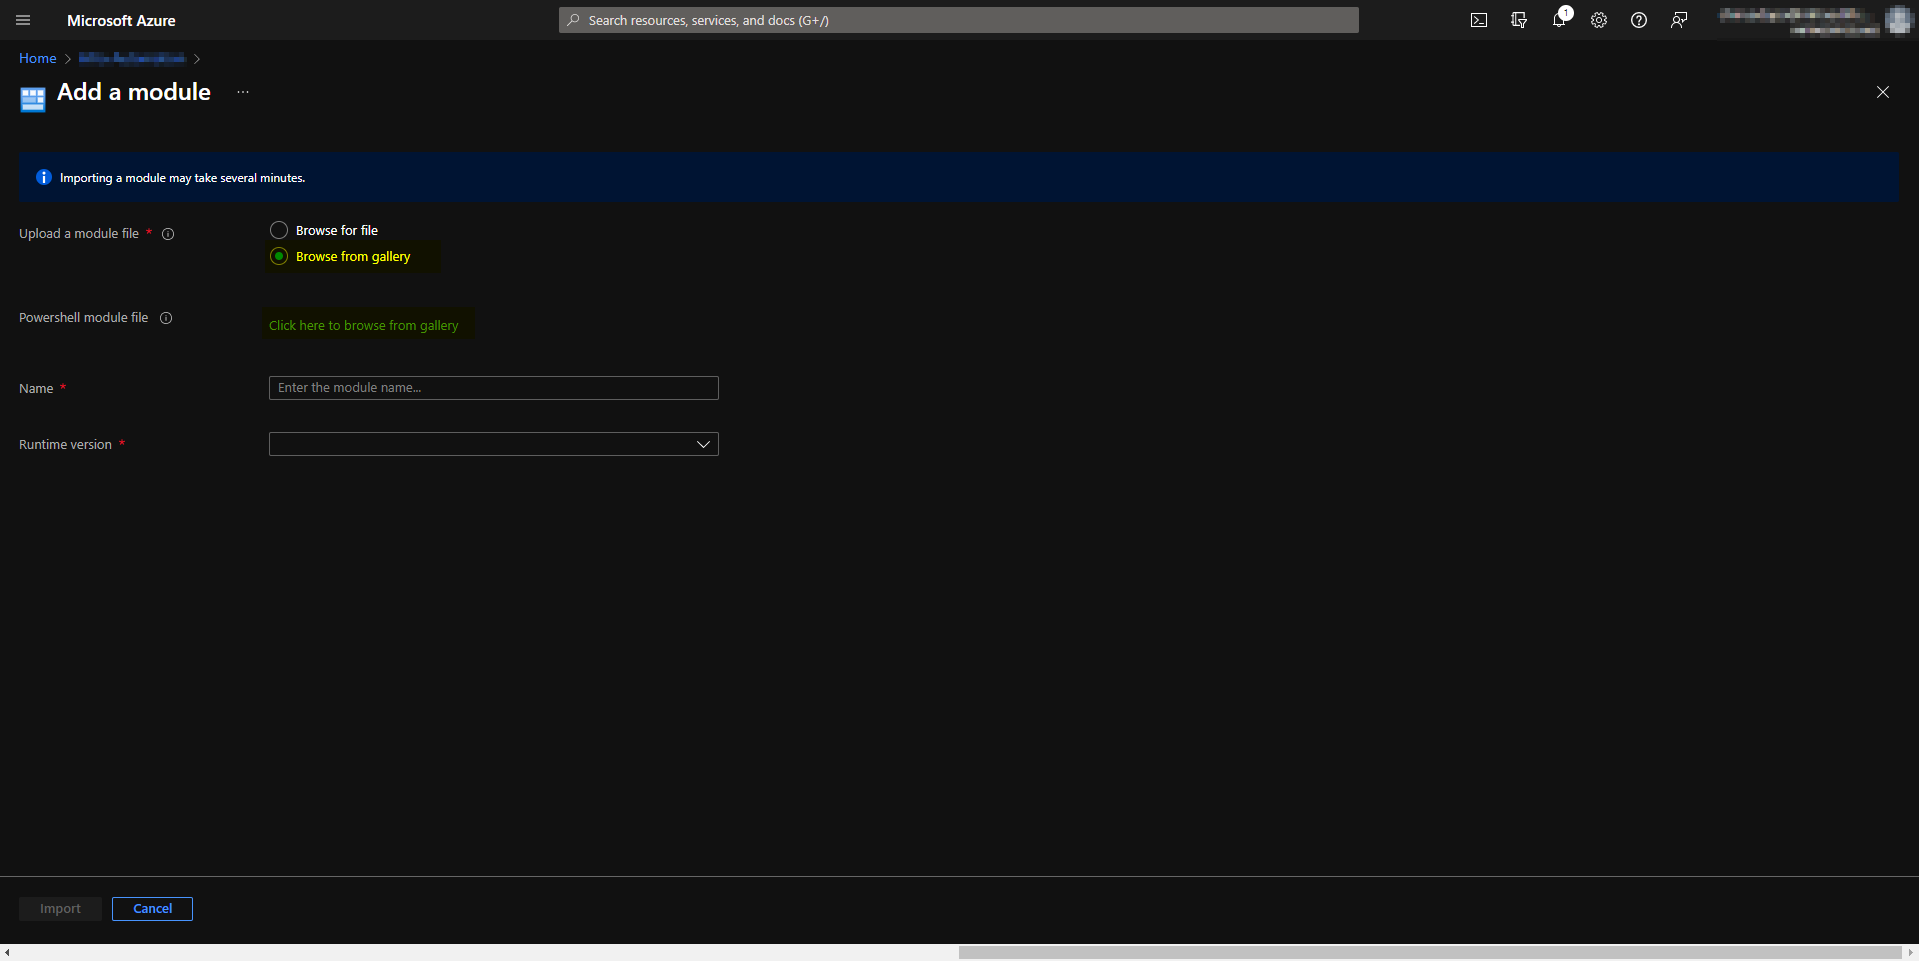 Microsoft Azure
Search resources, services, and docs (G+/)
1
Home
Add a module
Importing a module may take several minutes.
Upload a module file *
Browse for file
Browse from gallery
Powershell module file
Click here to browse from gallery
Name *
Enter the module name...
Runtime version *
Import
Cancel